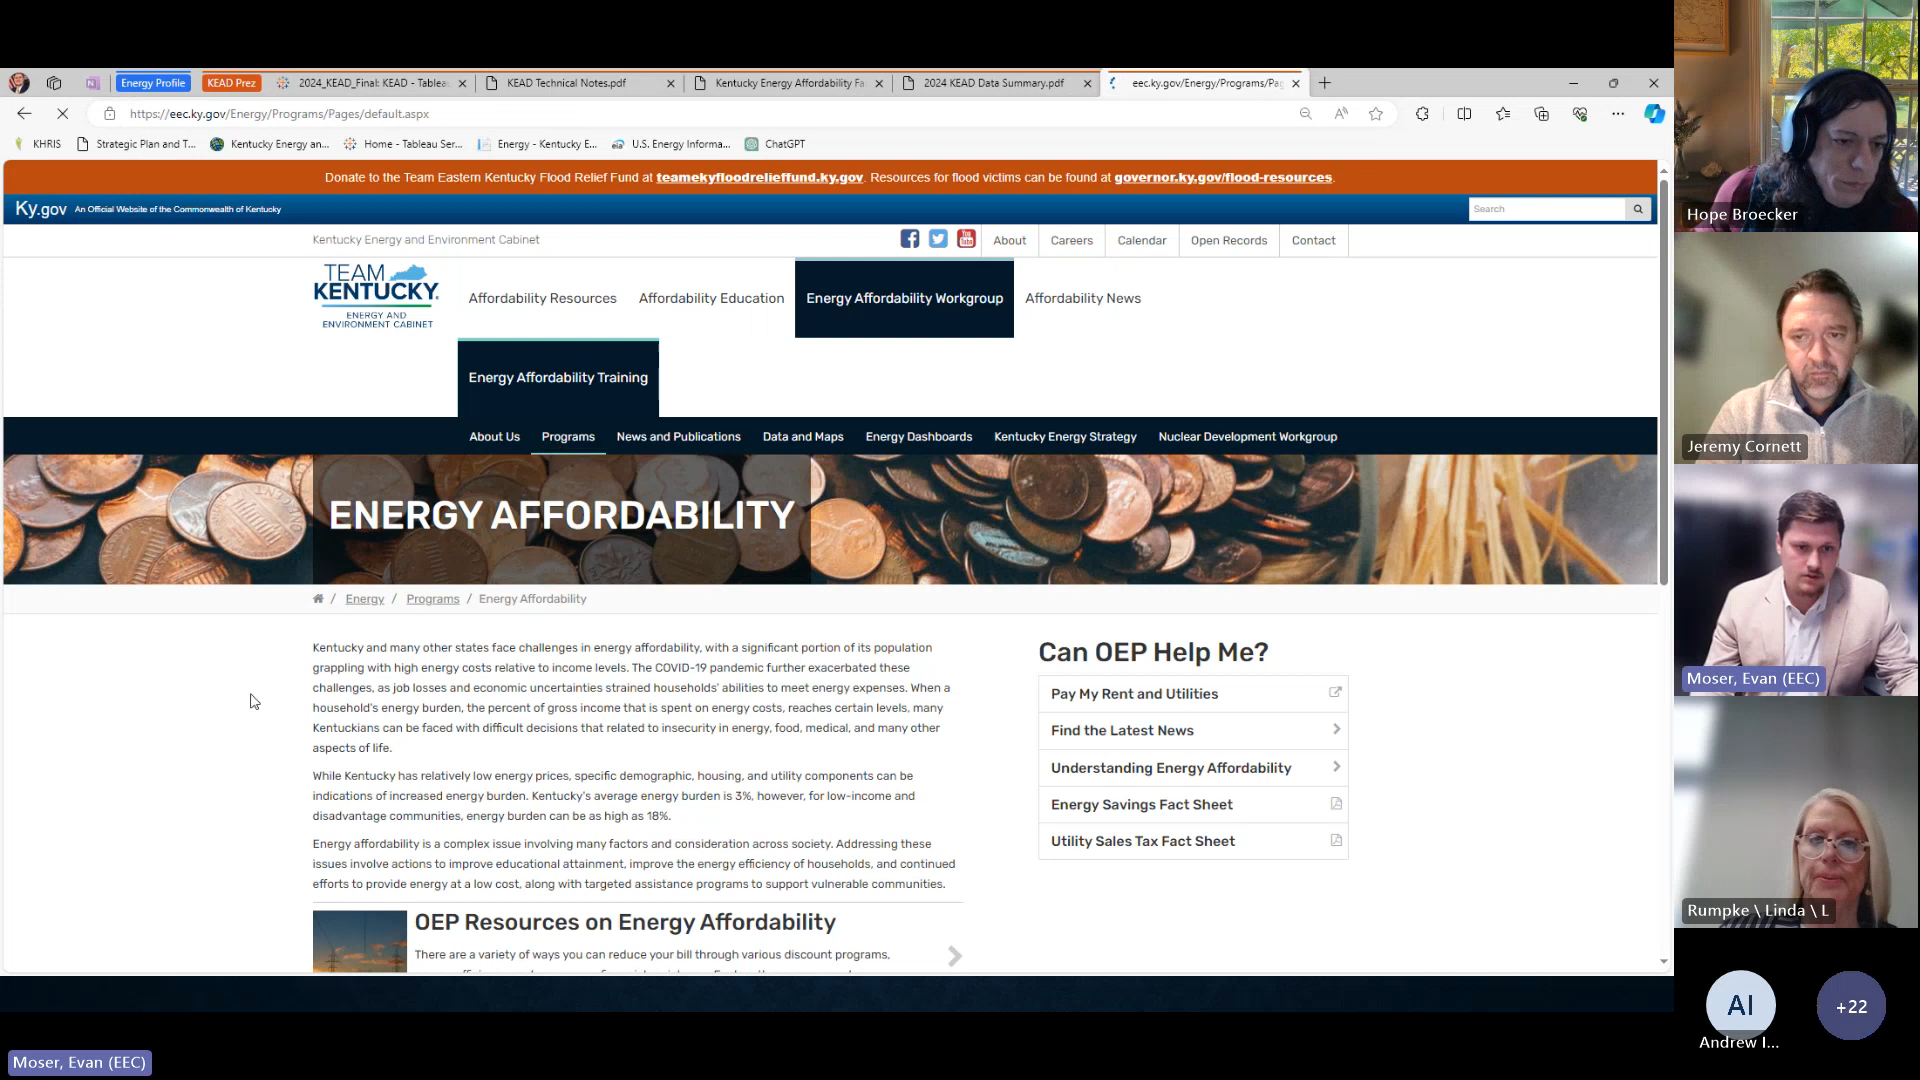 Energy Profile
KEAD Prez
2024_KEAD_Final: KEAD - Tablea
KEAD Technical Notes.pdf
Kentucky Energy Affordability Fa
2024 KEAD Data Summary.pdf
eec.ky.gov/Energy/Programs/Pag
https://eec.ky.gov/Energy/Programs/Pages/default.aspx
KHRIS
Strategic Plan and T...
Kentucky Energy an...
Home - Tableau Ser...
Energy - Kentucky E...
U.S. Energy Informa...
ChatGPT
Donate to the Team Eastern Kentucky Flood Relief Fund at teamekyfloodrelieffund.ky.gov. Resources for flood victims can be found at governor.ky.gov/flood-resources.
Ky.gov An Official Website of the Commonwealth of Kentucky
Search
Kentucky Energy and Environment Cabinet
About
Careers
Calendar
Open Records
Contact
TEAM
KENTUCKY
ENERGY AND
ENVIRONMENT CABINET
Affordability Resources
Affordability Education
Energy Affordability Workgroup
Affordability News
Energy Affordability Training
About Us
Programs
News and Publications
Data and Maps
Energy Dashboards
Kentucky Energy Strategy
Nuclear Development Workgroup
ENERGY AFFORDABILITY
/ Energy / Programs / Energy Affordability
Kentucky and many other states face challenges in energy affordability, with a significant portion of its population
grappling with high energy costs relative to income levels. The COVID-19 pandemic further exacerbated these
challenges, as job losses and economic uncertainties strained households' abilities to meet energy expenses. When a
household's energy burden, the percent of gross income that is spent on energy costs, reaches certain levels, many
Kentuckians can be faced with difficult decisions that related to insecurity in energy, food, medical, and many other
aspects of life.
While Kentucky has relatively low energy prices, specific demographic, housing, and utility components can be
indications of increased energy burden. Kentucky's average energy burden is 3%, however, for low-income and
disadvantage communities, energy burden can be as high as 18%.
Energy affordability is a complex issue involving many factors and consideration across society. Addressing these
issues involve actions to improve educational attainment, improve the energy efficiency of households, and continued
efforts to provide energy at a low cost, along with targeted assistance programs to support vulnerable communities.
OEP Resources on Energy Affordability
There are a variety of ways you can reduce your bill through various discount programs,
Can OEP Help Me?
Pay My Rent and Utilities
Find the Latest News
Understanding Energy Affordability
Energy Savings Fact Sheet
Utility Sales Tax Fact Sheet
Hope Broecker
Jeremy Cornett
Moser, Evan (EEC)
Rumpke \ Linda \ L
AI
Andrew I...
+22
Moser, Evan (EEC)